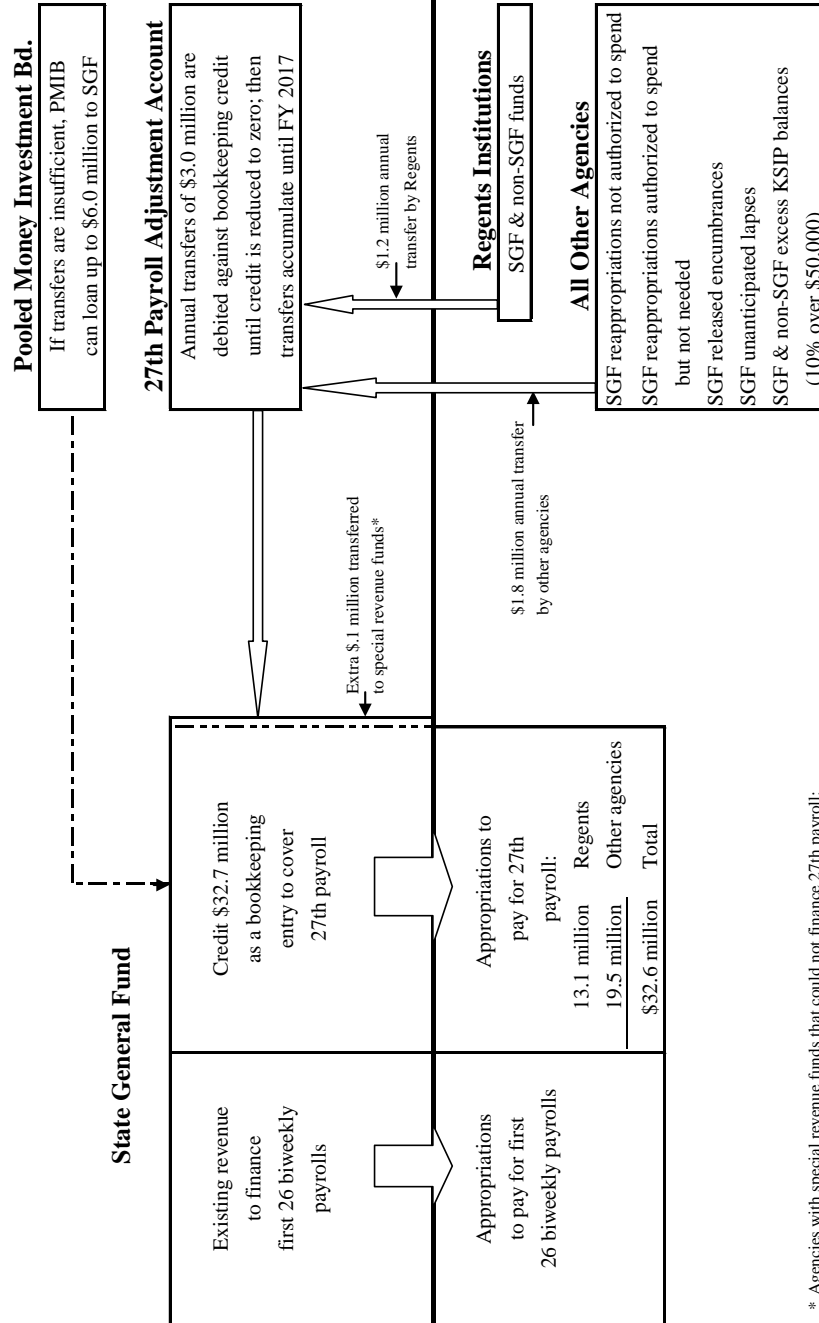 State General Fund
Existing revenue
to finance
first 26 biweekly
payrolls
Credit $32.7 million
as a bookkeeping
entry to cover
27th payroll
Appropriations
to pay for first
26 biweekly payrolls
Appropriations to
pay for 27th
payroll:
13.1 million Regents
19.5 million Other agencies
$32.6 million Total
Extra $.1 million transferred
to special revenue funds*
Pooled Money Investment Bd.
If transfers are insufficient, PMIB
can loan up to $6.0 million to SGF
27th Payroll Adjustment Account
Annual transfers of $3.0 million are
debited against bookkeeping credit
until credit is reduced to zero; then
transfers accumulate until FY 2017
$1.2 million annual
transfer by Regents
$1.8 million annual transfer
by other agencies
Regents Institutions
SGF & non-SGF funds
All Other Agencies
SGF reappropriations not authorized to spend
SGF reappropriations authorized to spend
but not needed
SGF released encumbrances
SGF unanticipated lapses
SGF & non-SGF excess KSIP balances
(10% over $50,000)
* Agencies with special revenue funds that could not finance 27th payroll: